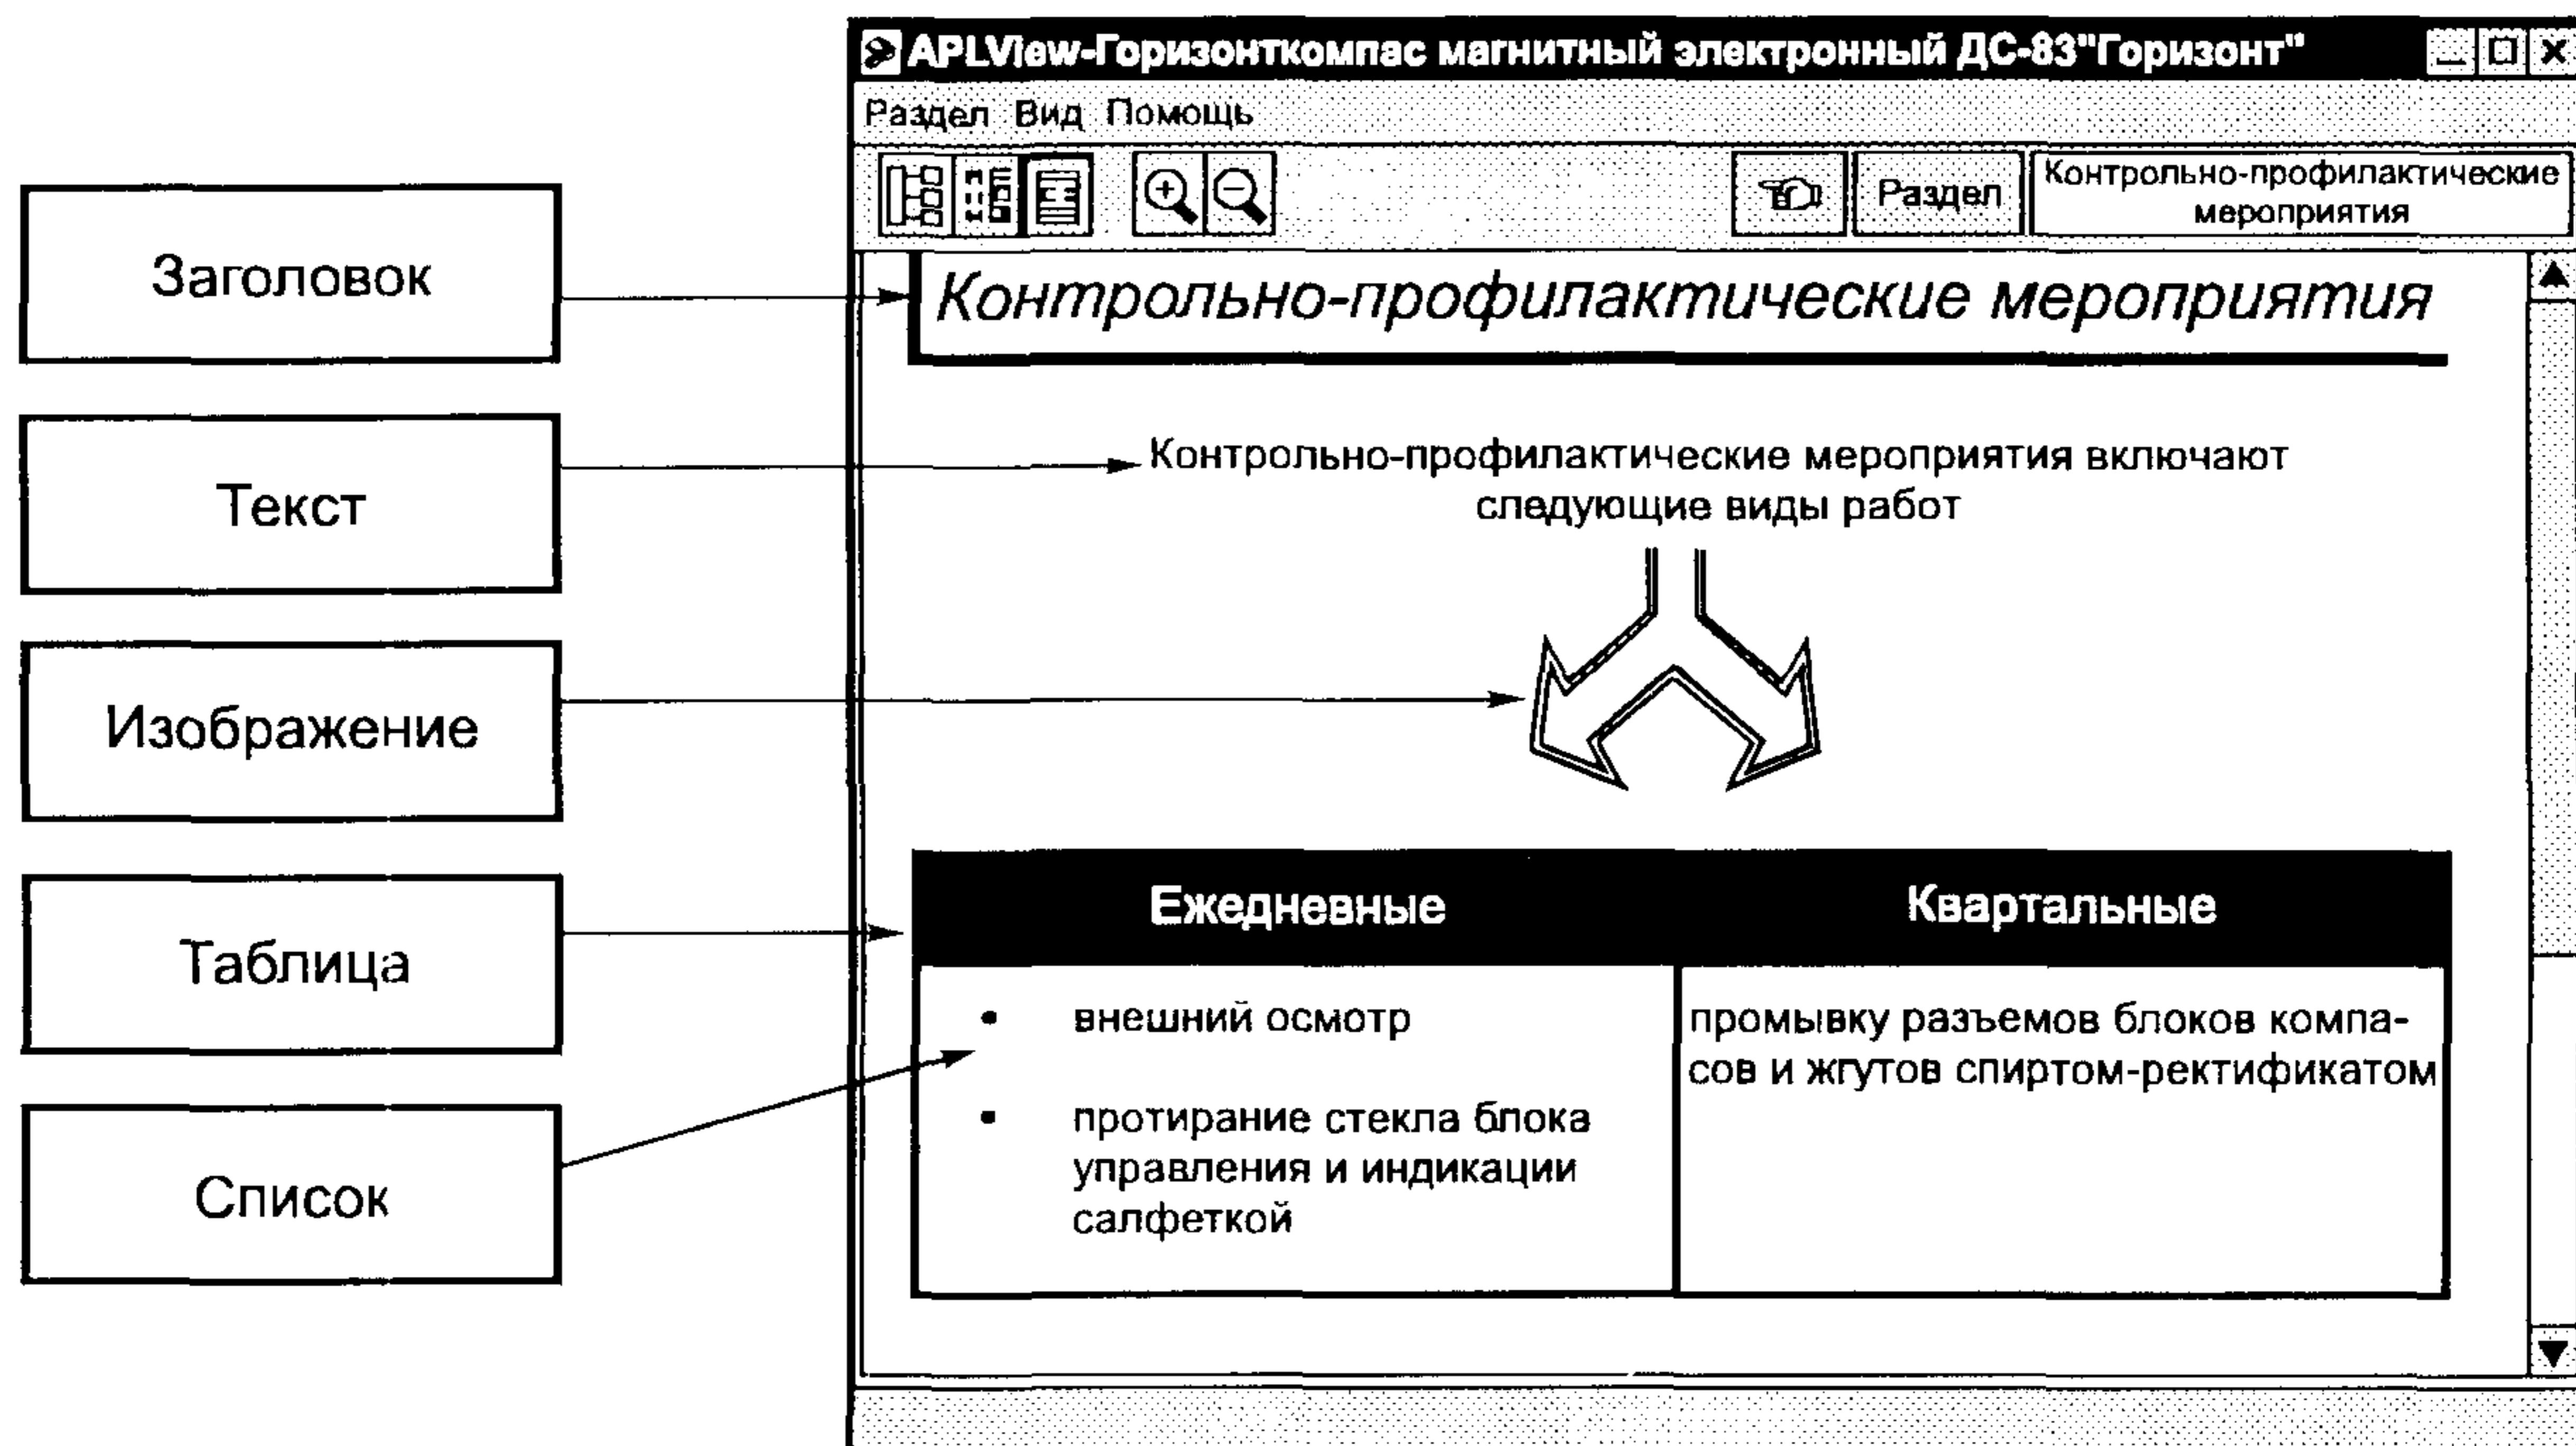 APLView-Горизонткомпас магнитный электронный ДС-83"Горизонт"
Раздел Вид Помощь
Раздел
Контрольно-профилактические
мероприятия
Заголовок
Контрольно-профилактические мероприятия
Текст
Контрольно-профилактические мероприятия включают
следующие виды работ
Изображение
Таблица
Ежедневные
Квартальные
• внешний осмотр
• протирание стекла блока
управления и индикации
салфеткой
промывку разъемов блоков компа-
сов и жгутов спиртом-ректификатом
Список